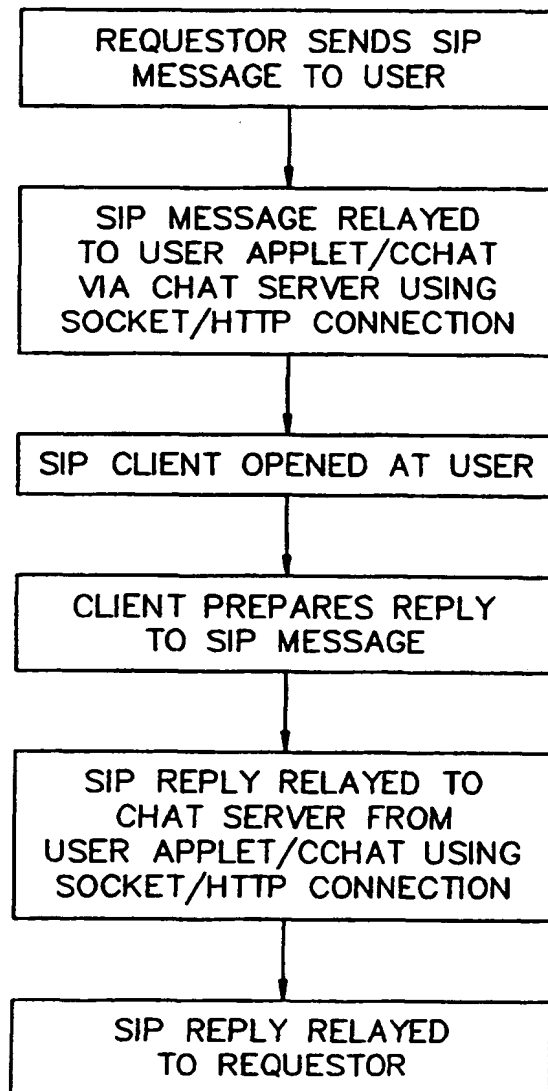 REQUESTOR SENDS SIP
MESSAGE TO USER
SIP MESSAGE RELAYED
TO USER APPLET/CCHAT
VIA CHAT SERVER USING
SOCKET/HTTP CONNECTION
SIP CLIENT OPENED AT USER
CLIENT PREPARES REPLY
TO SIP MESSAGE
SIP REPLY RELAYED TO
CHAT SERVER FROM
USER APPLET/CCHAT USING
SOCKET/HTTP CONNECTION
SIP REPLY RELAYED
TO REQUESTOR